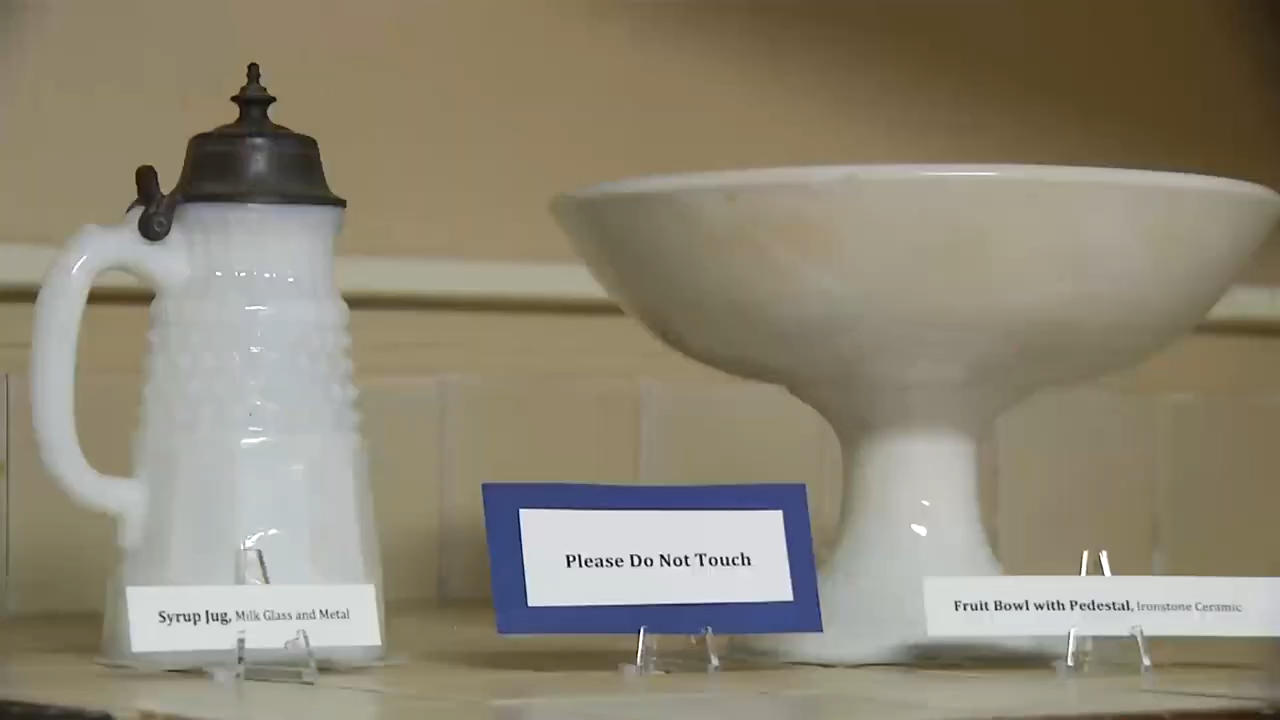 Please Do Not Touch
Syrup Jug, Milk Glass and Metal
Fruit Bowl with Pedestal, Ironstone Ceramic